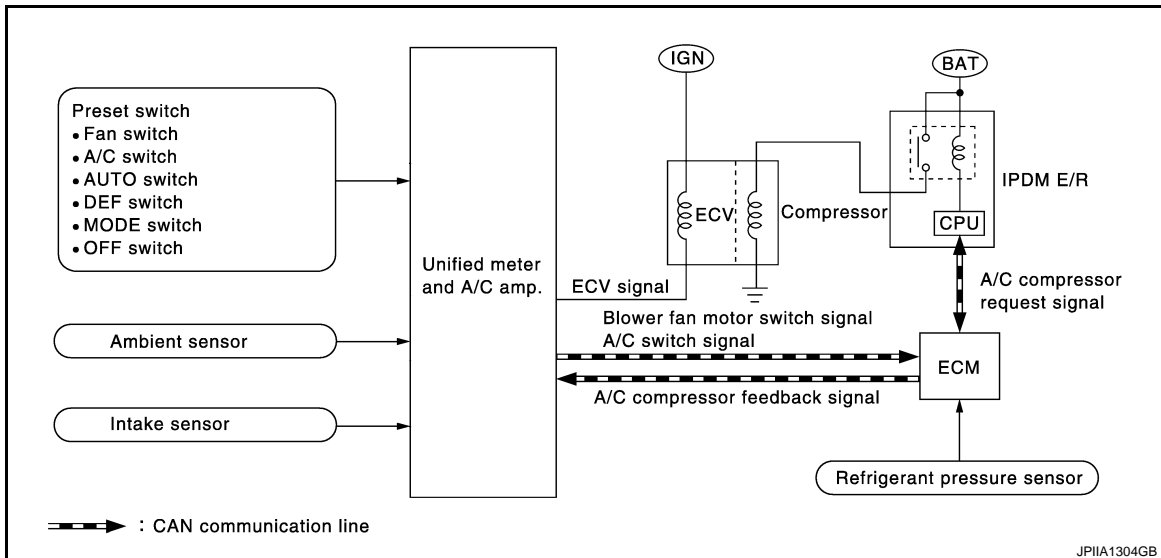 IGN
BAT
Preset switch
• Fan switch
• A/C switch
• AUTO switch
• DEF switch
• MODE switch
• OFF switch
IPDM E/R
ECV
Compressor
CPU
Unified meter
and A/C amp.
ECV signal
A/C compressor
request signal
Blower fan motor switch signal
A/C switch signal
Ambient sensor
ECM
A/C compressor feedback signal
Intake sensor
Refrigerant pressure sensor
: CAN communication line
JPIIA1304GB